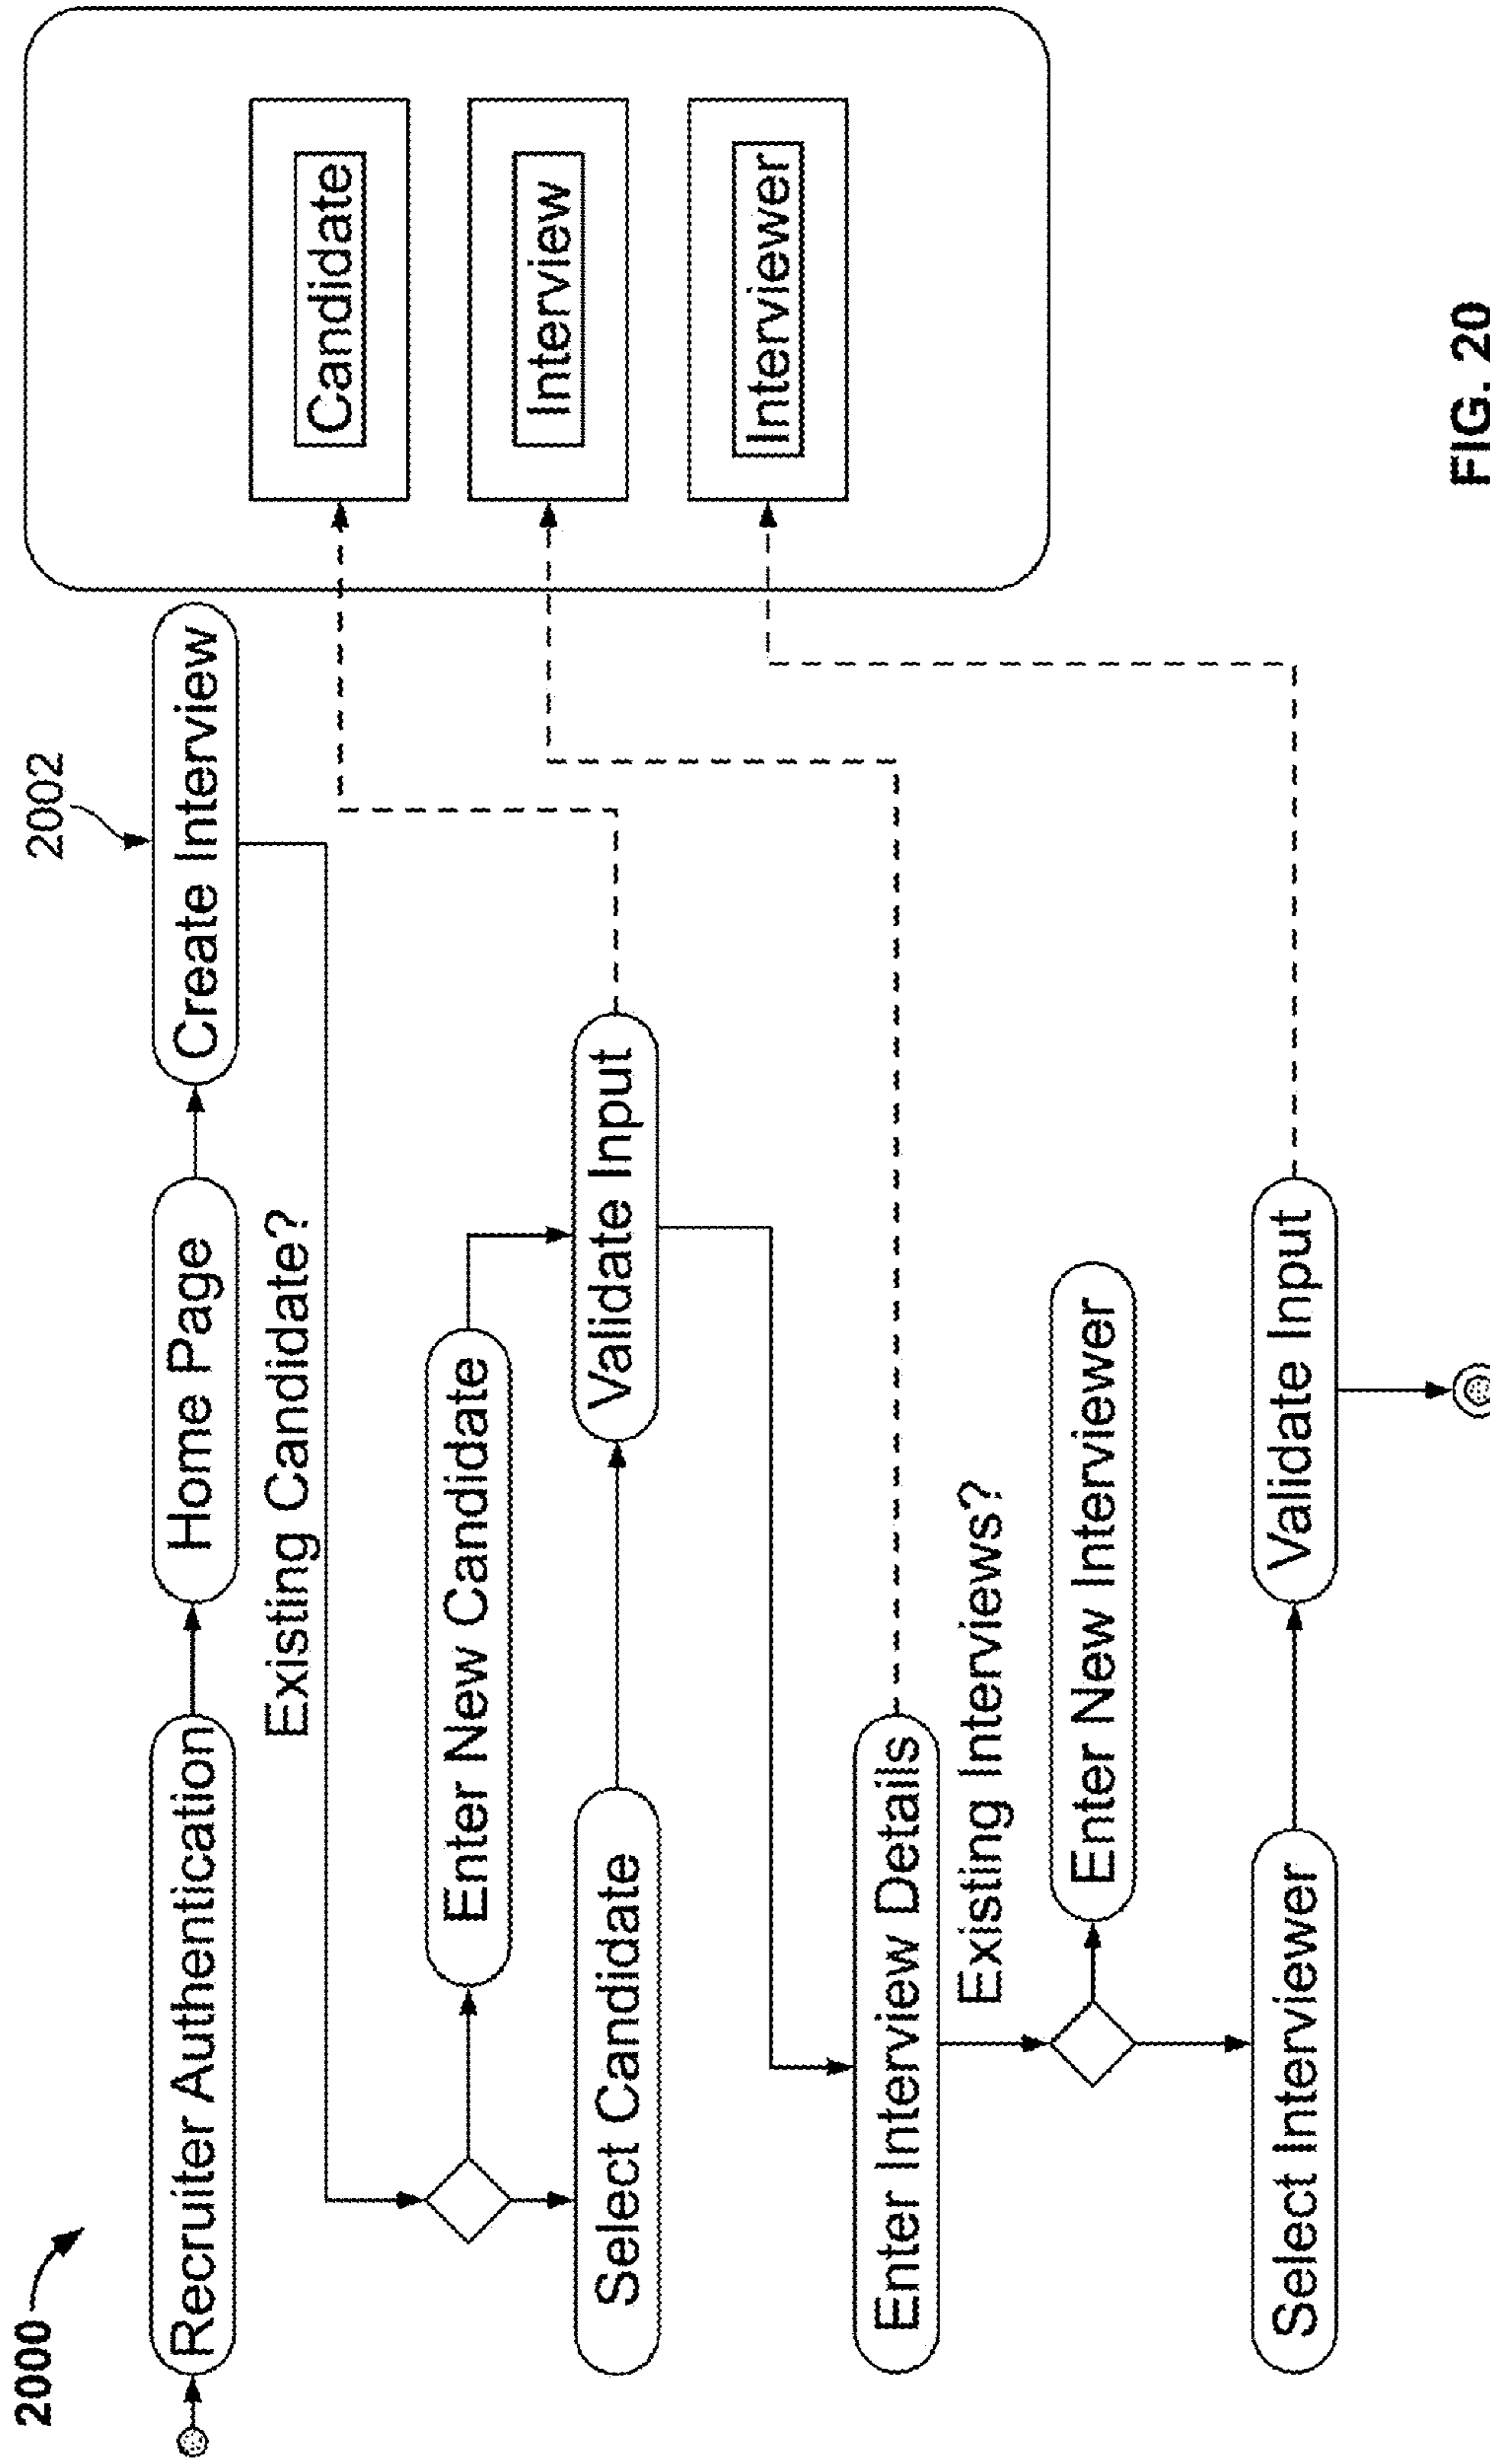 2000
2002
Recruiter Authentication
Home Page
Create Interview
Existing Candidate?
Enter New Candidate
Select Candidate
Validate Input
Enter Interview Details
Existing Interviews?
Enter New Interviewer
Select Interviewer
Validate Input
Candidate
Interview
Interviewer
FIG. 20